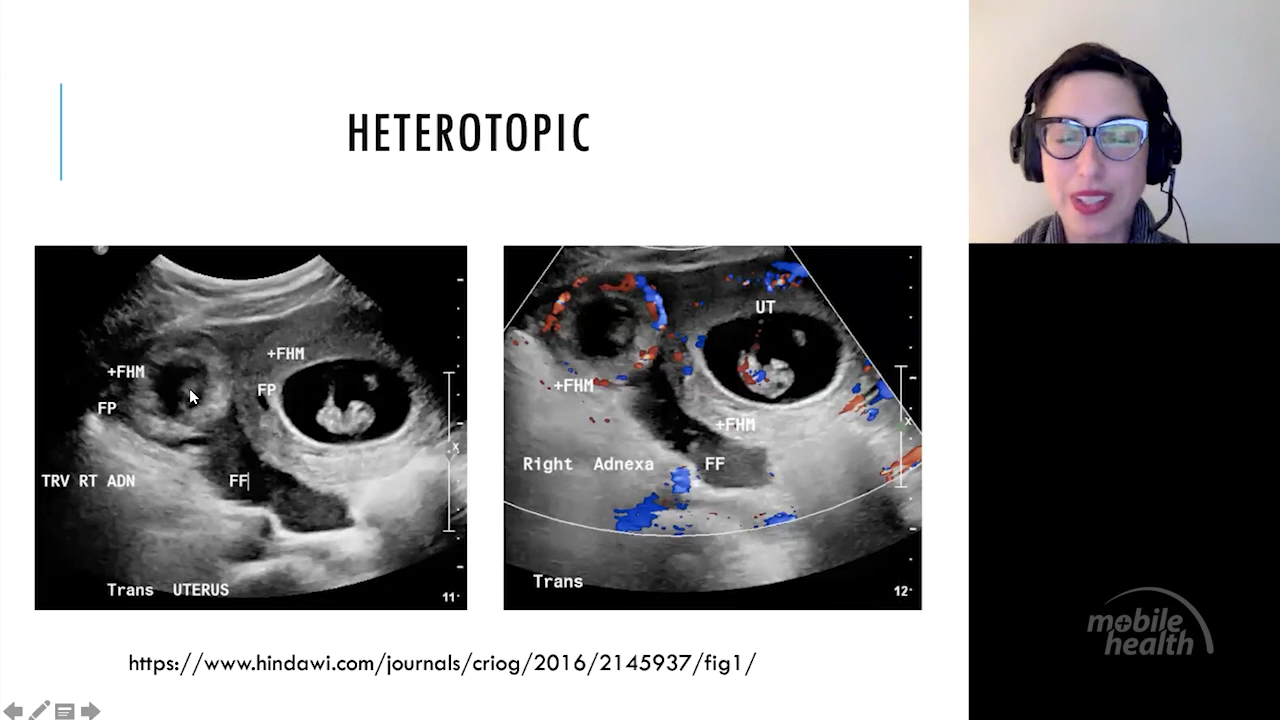 HETEROTOPIC
+FHM
FP
+FHM
FP
TRV RT ADN
FF
Trans UTERUS
11
UT
+FHM
+FHM
Right Adnexa
FF
Trans
12
x
x
https://www.hindawi.com/journals/criog/2016/2145937/fig1/
mobile
health